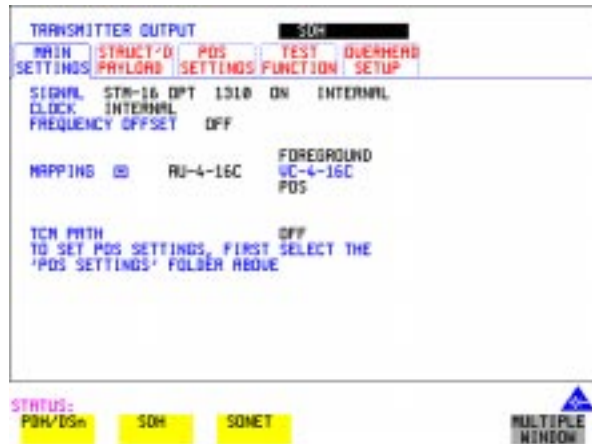 TRANSMITTER OUTPUT SDH
MAIN SETTINGS STRUCT'D PAYLOAD POS SETTINGS TEST FUNCTION OVERHEAD SETUP
SIGNAL STM-16 OPT 1310 ON INTERNAL
CLOCK INTERNAL
FREQUENCY OFFSET OFF
FOREGROUND
MAPPING AU-4-16C VC-4-16C
POS
TCM PATH OFF
TO SET POS SETTINGS, FIRST SELECT THE
'POS SETTINGS' FOLDER ABOVE
STATUS:
PDH/DSn SDH SONET MULTIPLE WINDOW